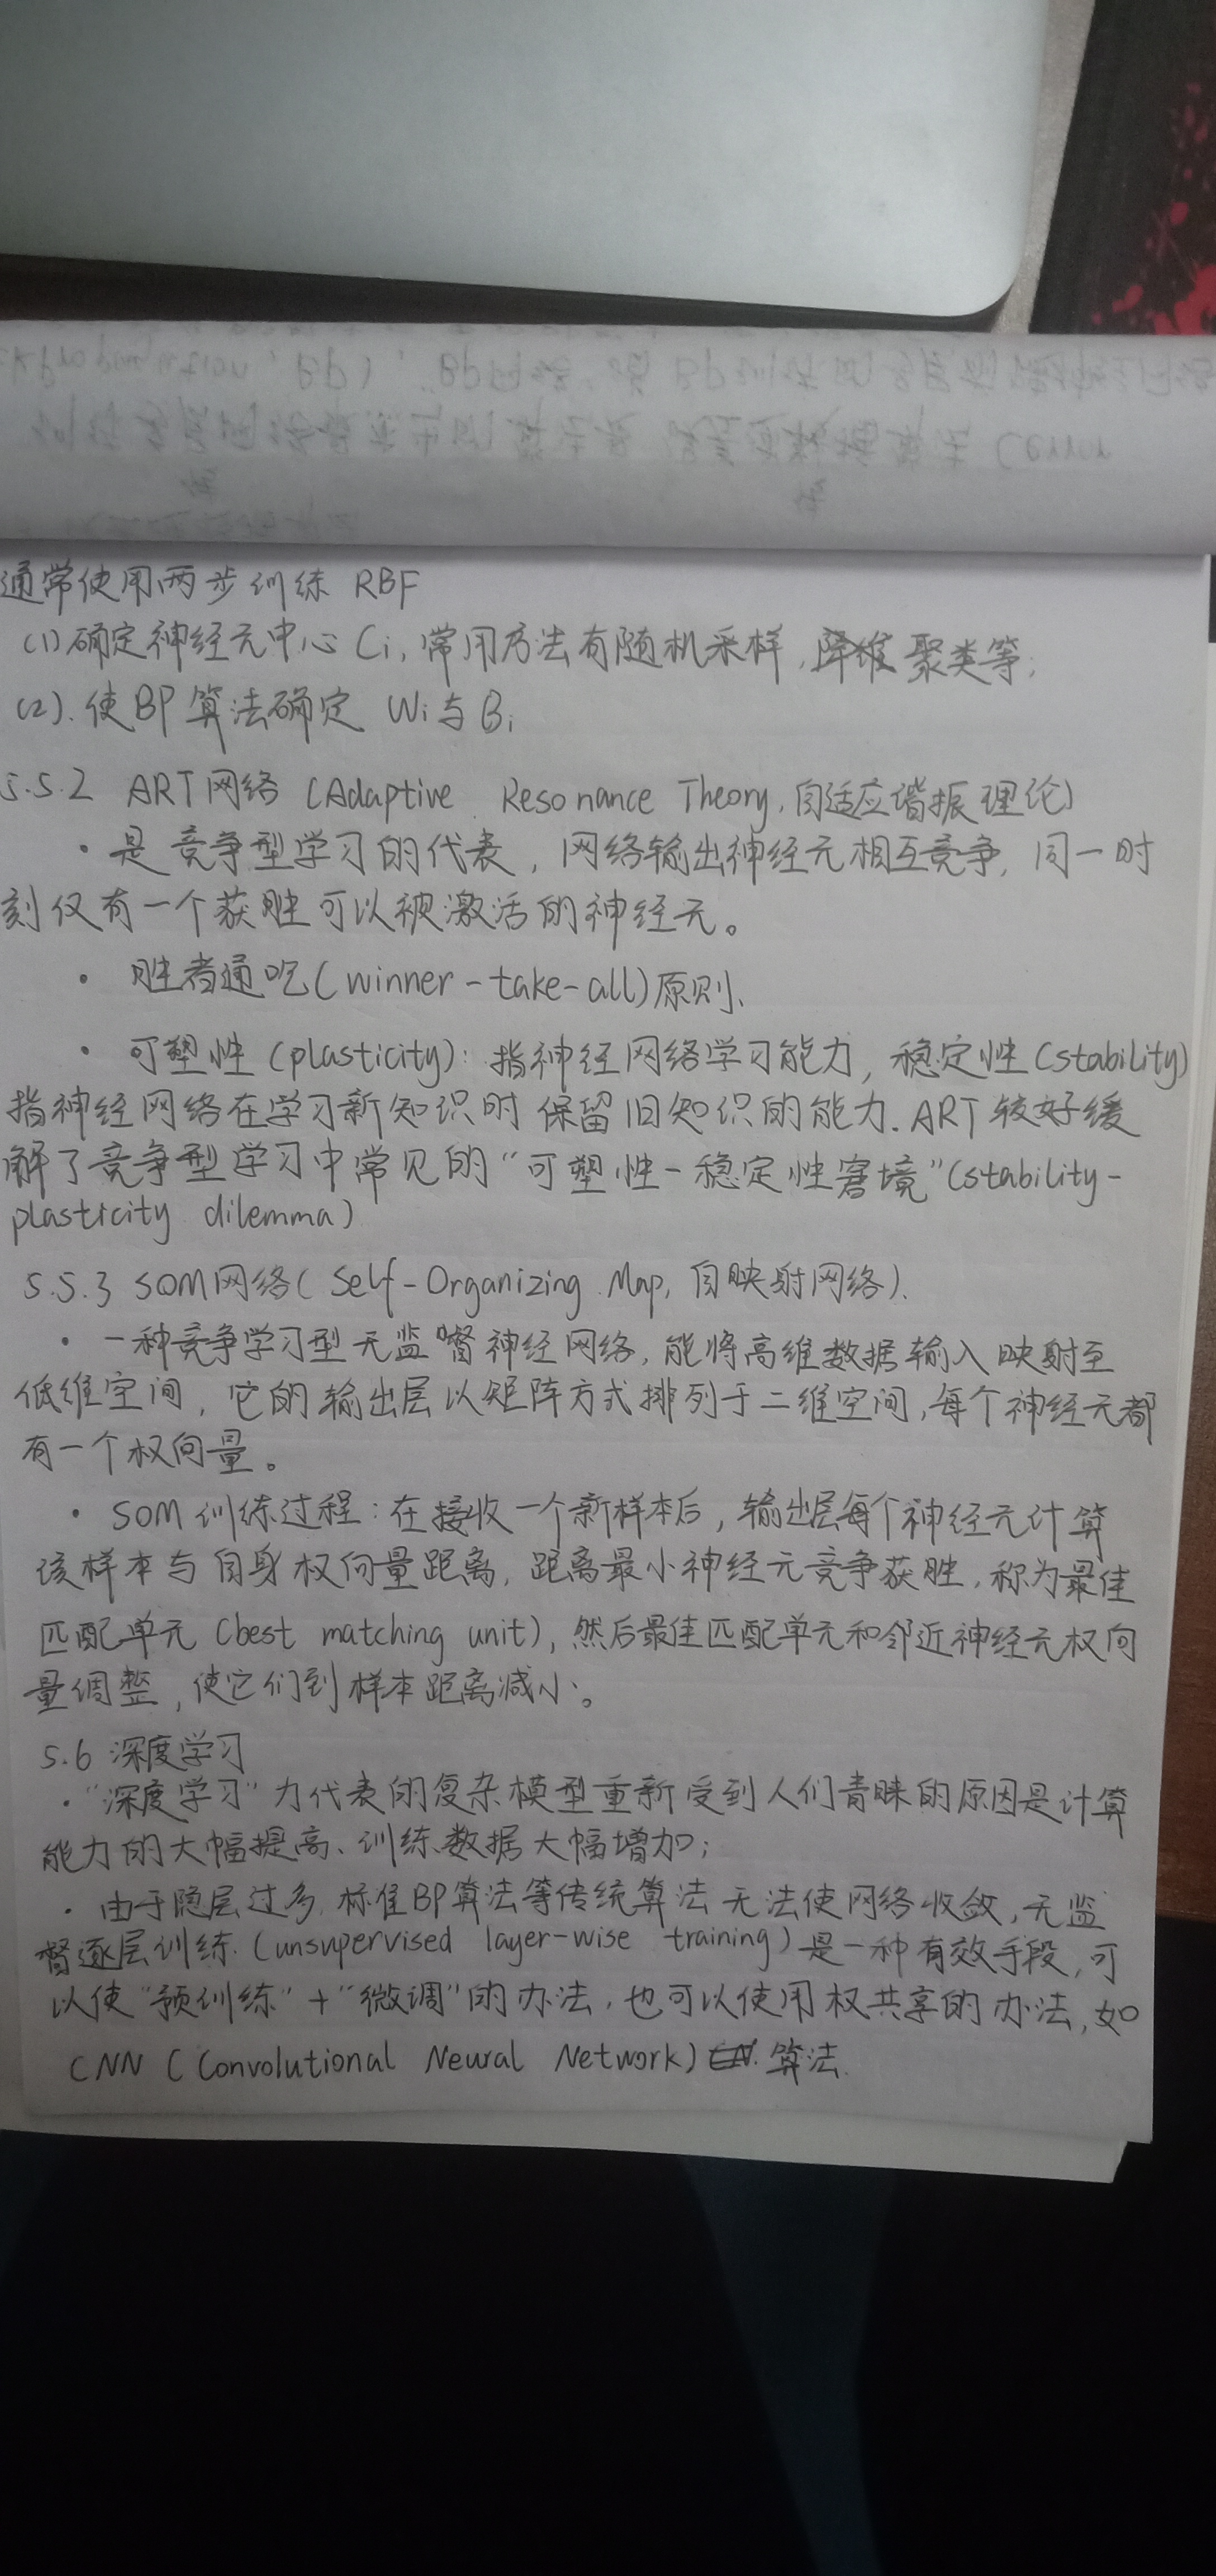 通常使用两步训练 RBF
(1)确定神经元中心 Ci, 常用方法有随机采样, 聚类等;
(2). 使BP算法确定 Wi与Bi
5.5.2 ART网络 (Adaptive Resonance Theory, 自适应谐振理论)
· 是竞争型学习的代表, 网络输出神经元相互竞争, 同一时
刻仅有一个获胜可以被激活的神经元。
· 胜者通吃(winner-take-all)原则、
· 可塑性 (plasticity): 指神经网络学习能力, 稳定性 (stability)
指神经网络在学习新知识时保留旧知识的能力. ART较好缓
解了竞争型学习中常见的"可塑性-稳定性窘境"(stability-
plasticity dilemma)
5.5.3 SOM网络( Self-Organizing Map, 自映射网络).
· 一种竞争学习型无监督神经网络, 能将高维数据输入映射至
低维空间, 它的输出层以矩阵方式排列于二维空间, 每个神经元都
有一个权向量。
· SOM训练过程: 在接收一个新样本后, 输出层每个神经元计算
该样本与自身权向量距离, 距离最小神经元竞争获胜, 称为最佳
匹配单元 (best matching unit), 然后最佳匹配单元和邻近神经元权向
量调整, 使它们到样本距离减小。
5.6 深度学习
· "深度学习"为代表的复杂模型重新受到人们青睐的原因是计算
能力的大幅提高、训练数据大幅增加;
· 由于隐层过多, 标准BP算法等传统算法无法使网络收敛, 无监
督逐层训练 (unsupervised layer-wise training) 是一种有效手段, 可
以使"预训练"+"微调"的办法, 也可以使用权共享的办法, 如
CNN ( Convolutional Neural Network) 算法.